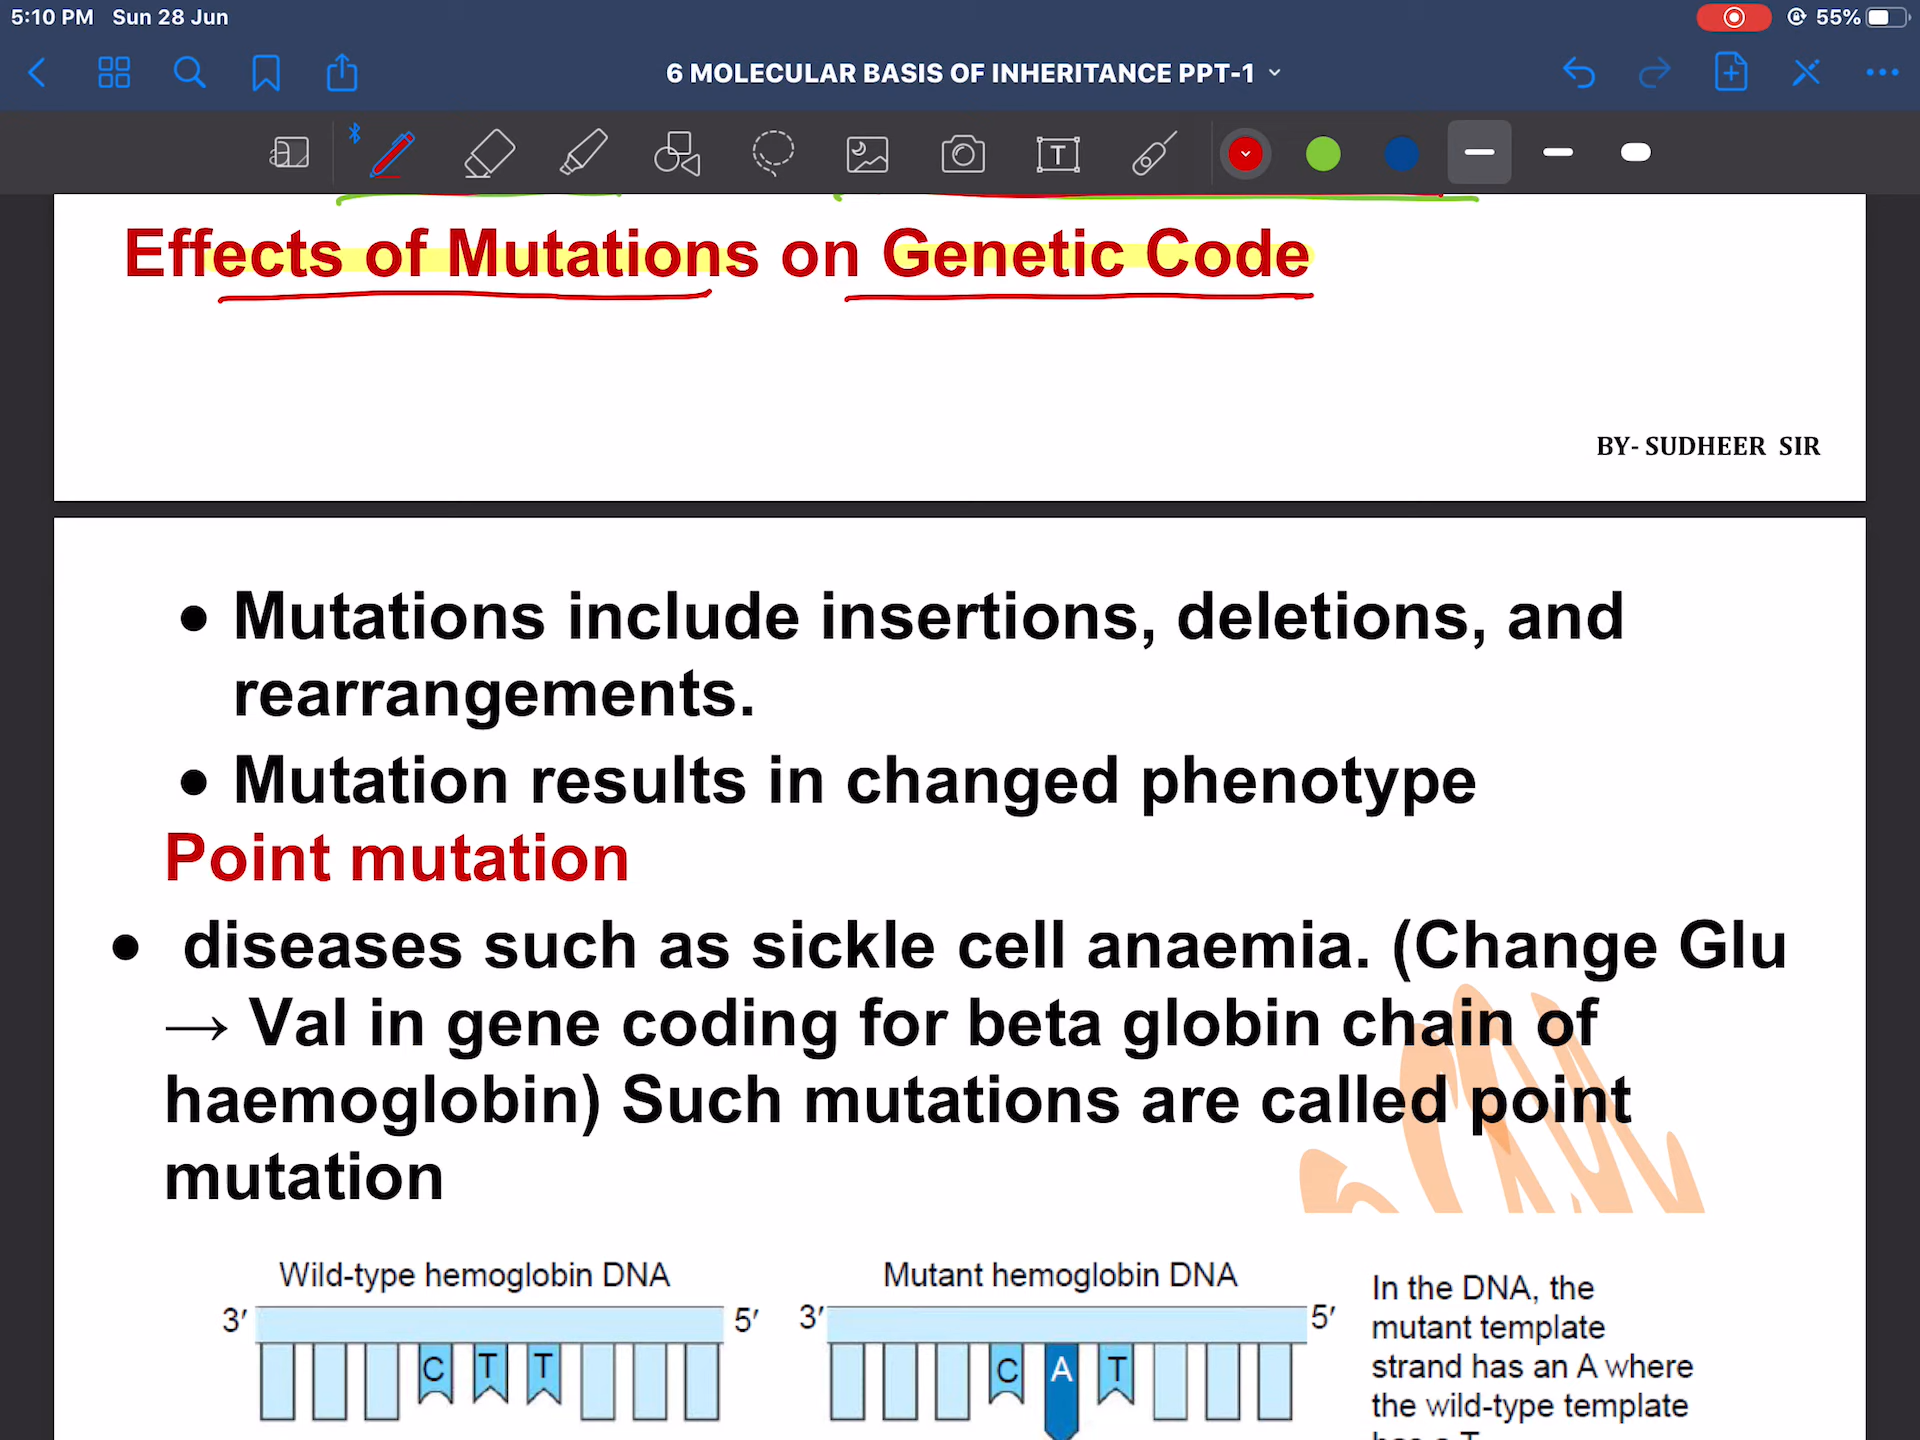 5:10 PM Sun 28 Jun
55%
6 MOLECULAR BASIS OF INHERITANCE PPT-1
Effects of Mutations on Genetic Code
BY- SUDHEER SIR
• Mutations include insertions, deletions, and
rearrangements.
• Mutation results in changed phenotype
Point mutation
• diseases such as sickle cell anaemia. (Change Glu
→ Val in gene coding for beta globin chain of
haemoglobin) Such mutations are called point
mutation
Wild-type hemoglobin DNA
3′ 5′
C T T
Mutant hemoglobin DNA
3′ 5′
C A T
In the DNA, the
mutant template
strand has an A where
the wild-type template